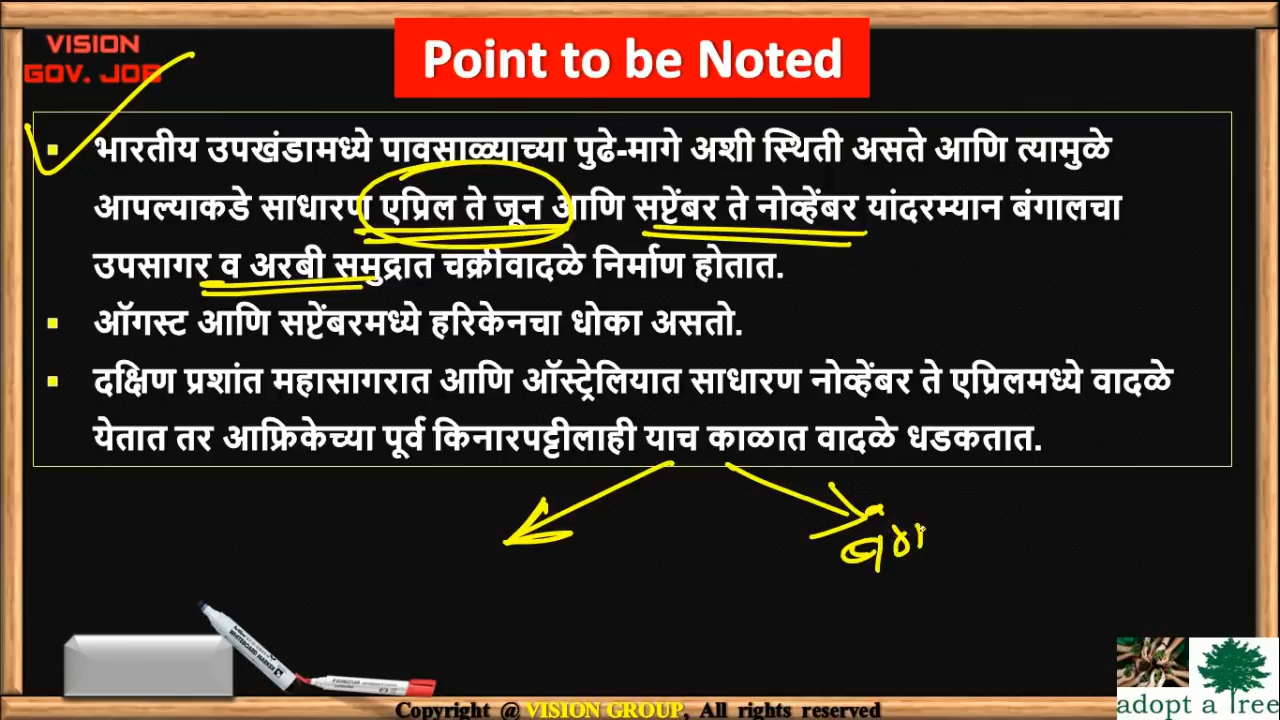 VISION
GOV. JOB
Point to be Noted
▪ भारतीय उपखंडामध्ये पावसाळ्याच्या पुढे-मागे अशी स्थिती असते आणि त्यामुळे
आपल्याकडे साधारण एप्रिल ते जून आणि सप्टेंबर ते नोव्हेंबर यांदरम्यान बंगालचा
उपसागर व अरबी समुद्रात चक्रीवादळे निर्माण होतात.
▪ ऑगस्ट आणि सप्टेंबरमध्ये हरिकेनचा धोका असतो.
▪ दक्षिण प्रशांत महासागरात आणि ऑस्ट्रेलियात साधारण नोव्हेंबर ते एप्रिलमध्ये वादळे
येतात तर आफ्रिकेच्या पूर्व किनारपट्टीलाही याच काळात वादळे धडकतात.
WHITEBOARD MARKER
adopt a Tree
Copyright @ VISION GROUP, All rights reserved